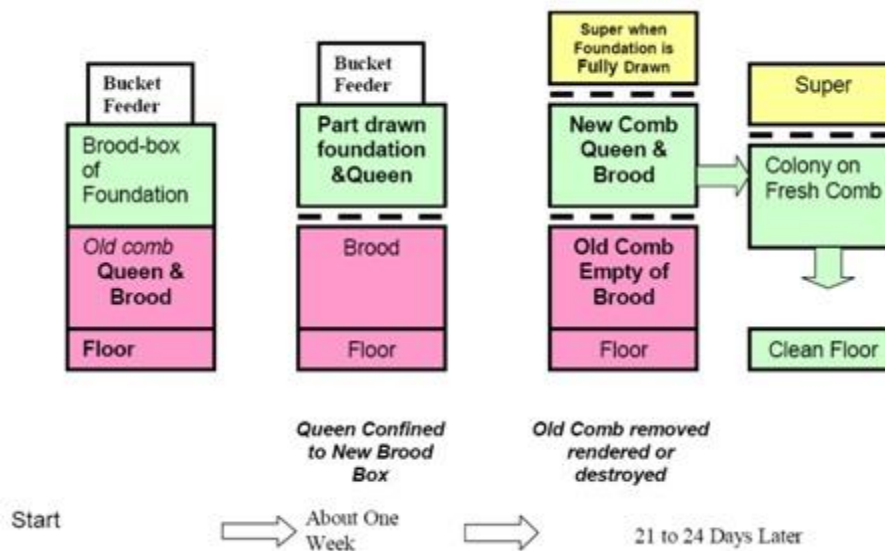 Bucket
Feeder
Brood-box
of
Foundation
Old comb
Queen &
Brood
Floor
Bucket
Feeder
Part drawn
foundation
&Queen
Brood
Floor
Super when
Foundation is
Fully Drawn
New Comb
Queen &
Brood
Old Comb
Empty of
Brood
Floor
Super
Colony on
Fresh Comb
Clean Floor
Queen Confined
to New Brood
Box
Old Comb removed
rendered or
destroyed
Start
About One
Week
21 to 24 Days Later